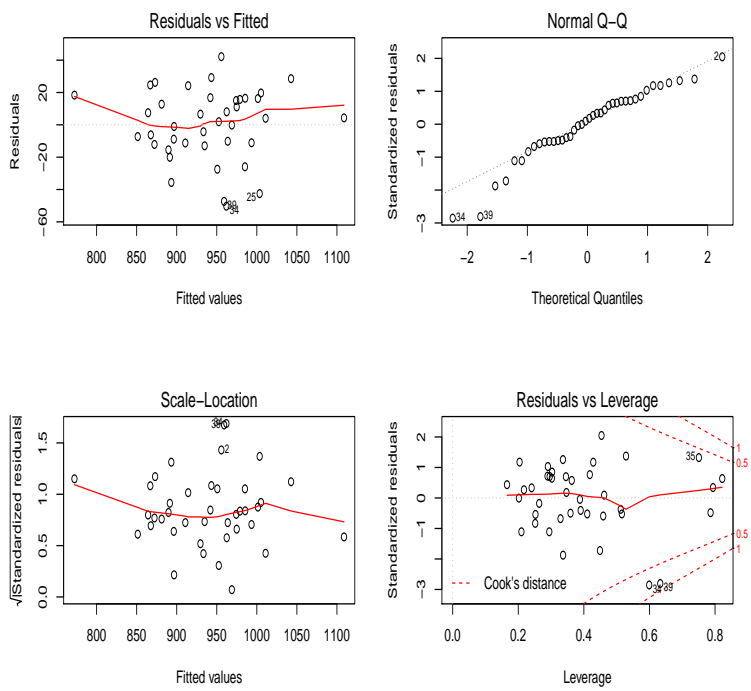 Residuals vs Fitted
Residuals
20
−20
−60
25
34
800 850 900 950 1000 1050 1100
Fitted values
Normal Q−Q
Standardized residuals
2
1
0
−1
−3
2
34
39
−2 −1 0 1 2
Theoretical Quantiles
Scale−Location
√|Standardized residuals|
1.5
1.0
0.5
0.0
2
800 850 900 950 1000 1050 1100
Fitted values
Residuals vs Leverage
Standardized residuals
2
1
0
−1
−3
35
39
1
0.5
0.5
1
Cook's distance
0.0 0.2 0.4 0.6 0.8
Leverage